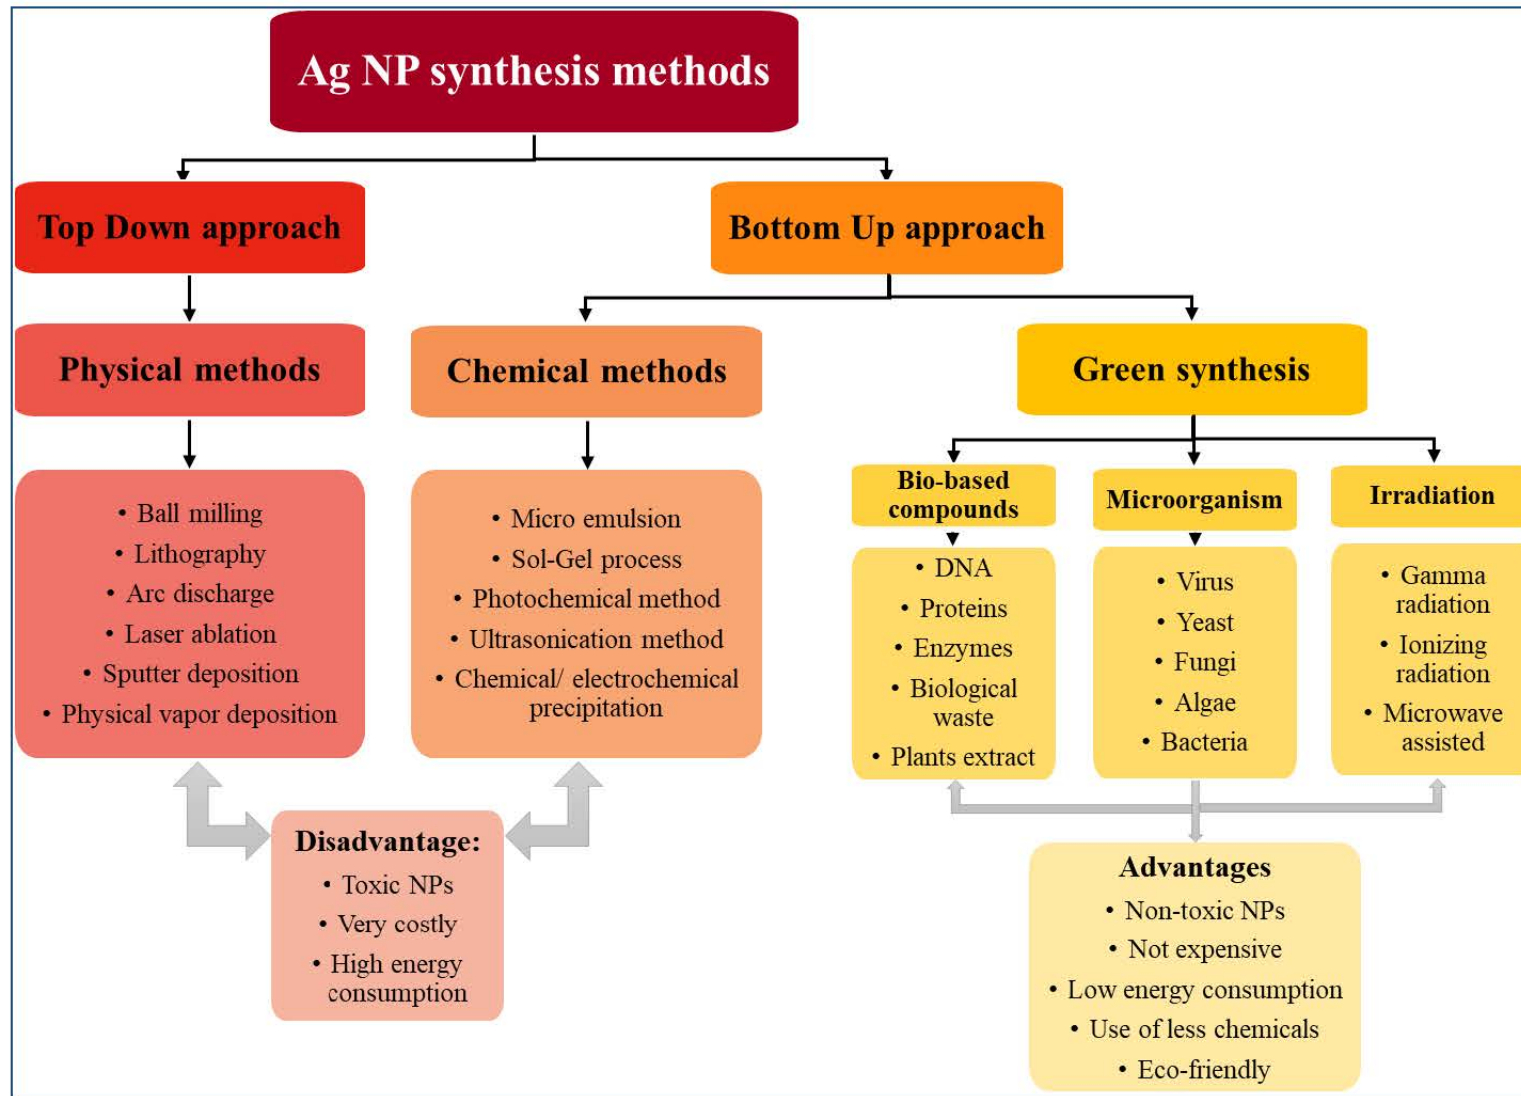 Ag NP synthesis methods
Top Down approach
Bottom Up approach
Physical methods
Chemical methods
Green synthesis
• Ball milling
• Lithography
• Arc discharge
• Laser ablation
• Sputter deposition
• Physical vapor deposition
• Micro emulsion
• Sol-Gel process
• Photochemical method
• Ultrasonication method
• Chemical/ electrochemical
precipitation
Bio-based
compounds
• DNA
• Proteins
• Enzymes
• Biological
waste
• Plants extract
Microorganism
• Virus
• Yeast
• Fungi
• Algae
• Bacteria
Irradiation
• Gamma
radiation
• Ionizing
radiation
• Microwave
assisted
Disadvantage:
• Toxic NPs
• Very costly
• High energy
consumption
Advantages
• Non-toxic NPs
• Not expensive
• Low energy consumption
• Use of less chemicals
• Eco-friendly